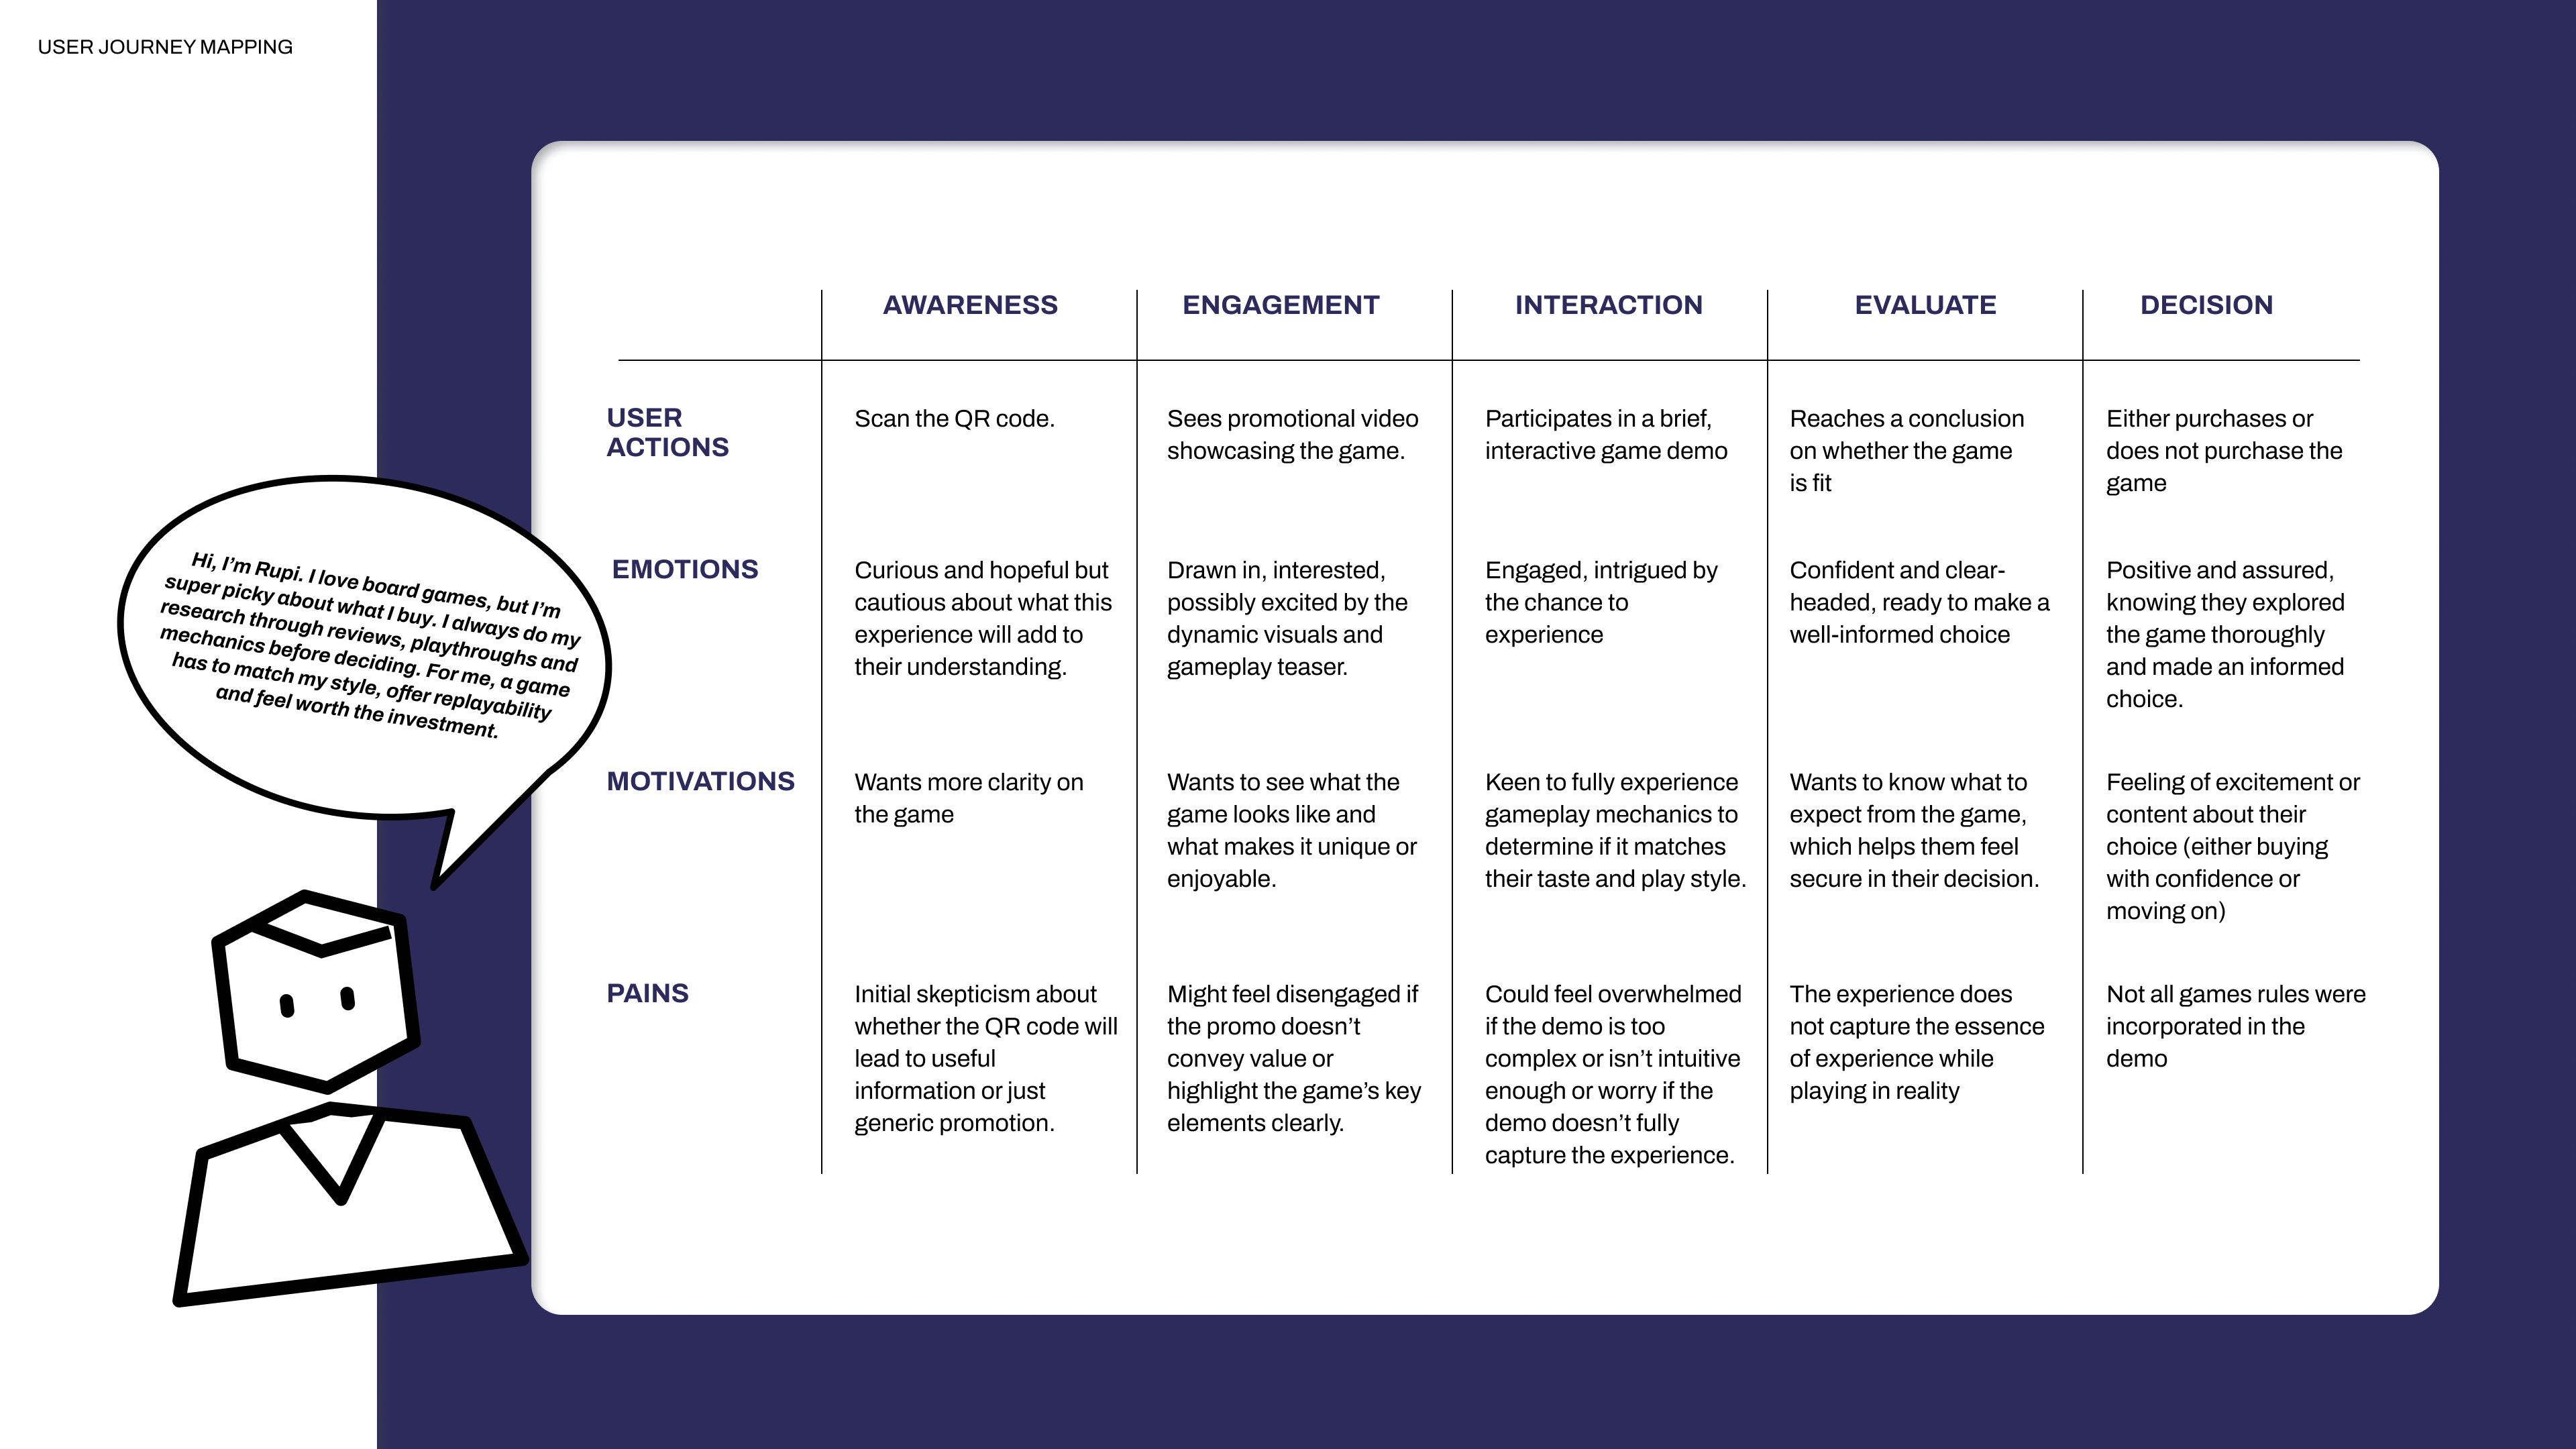 USER JOURNEY MAPPING
Hi, I’m Rupi. I love board games, but I’m
super picky about what I buy. I always do my
research through reviews, playthroughs and
mechanics before deciding. For me, a game
has to match my style, offer replayability
and feel worth the investment.
AWARENESS
ENGAGEMENT
INTERACTION
EVALUATE
DECISION
USER
ACTIONS
Scan the QR code.
Sees promotional video
showcasing the game.
Participates in a brief,
interactive game demo
Reaches a conclusion
on whether the game
is fit
Either purchases or
does not purchase the
game
EMOTIONS
Curious and hopeful but
cautious about what this
experience will add to
their understanding.
Drawn in, interested,
possibly excited by the
dynamic visuals and
gameplay teaser.
Engaged, intrigued by
the chance to
experience
Confident and clear-
headed, ready to make a
well-informed choice
Positive and assured,
knowing they explored
the game thoroughly
and made an informed
choice.
MOTIVATIONS
Wants more clarity on
the game
Wants to see what the
game looks like and
what makes it unique or
enjoyable.
Keen to fully experience
gameplay mechanics to
determine if it matches
their taste and play style.
Wants to know what to
expect from the game,
which helps them feel
secure in their decision.
Feeling of excitement or
content about their
choice (either buying
with confidence or
moving on)
PAINS
Initial skepticism about
whether the QR code will
lead to useful
information or just
generic promotion.
Might feel disengaged if
the promo doesn’t
convey value or
highlight the game’s key
elements clearly.
Could feel overwhelmed
if the demo is too
complex or isn’t intuitive
enough or worry if the
demo doesn’t fully
capture the experience.
The experience does
not capture the essence
of experience while
playing in reality
Not all games rules were
incorporated in the
demo